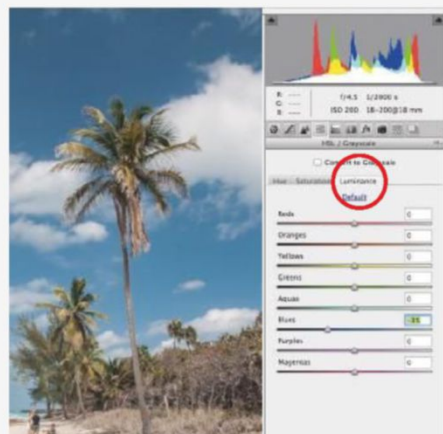 R: ---
G: ---
B: ---
f/4.5 1/2000 s
ISO 200 18-200@18 mm
HSL / Grayscale
Convert to Grayscale
Hue Saturation Luminance
Default
Reds 0
Oranges 0
Yellows 0
Greens 0
Aquas 0
Blues
Purples 0
Magentas 0